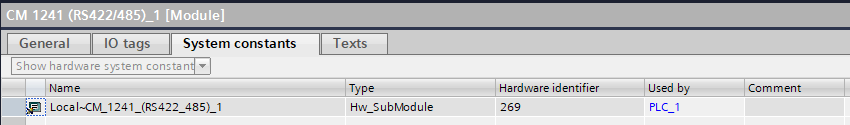 CM 1241 (RS422/485)_1 [Module]
General IO tags System constants Texts
Show hardware system constant
Name Type Hardware identifier Used by Comment
Local~CM_1241_(RS422_485)_1 Hw_SubModule 269 PLC_1